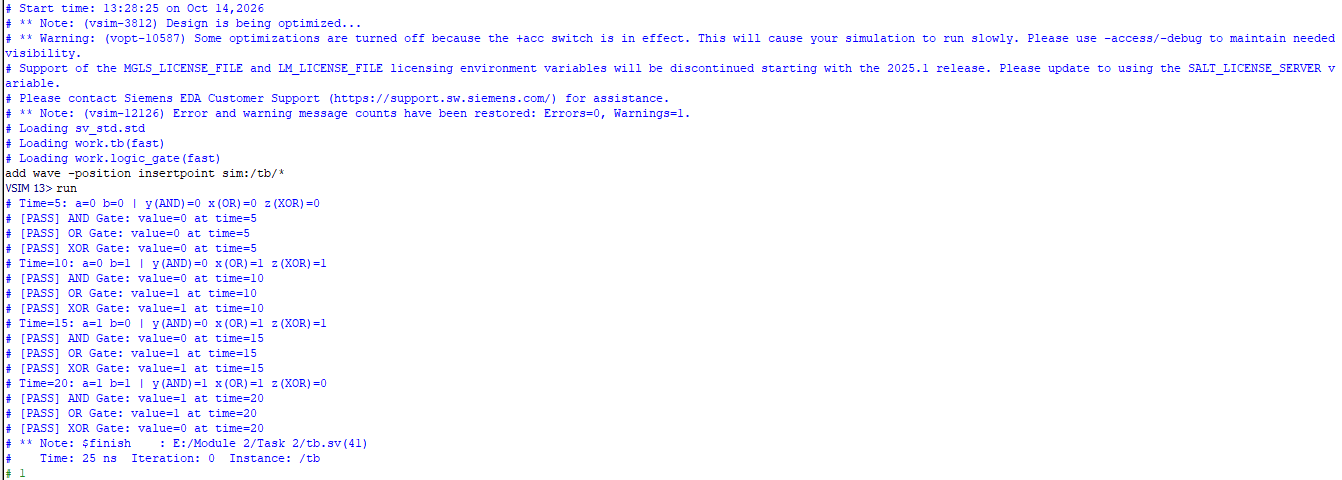 # Start time: 13:28:25 on Oct 14,2026
# ** Note: (vsim-3812) Design is being optimized...
# ** Warning: (vopt-10587) Some optimizations are turned off because the +acc switch is in effect. This will cause your simulation to run slowly. Please use -access/-debug to maintain needed
visibility.
# Support of the MGLS_LICENSE_FILE and LM_LICENSE_FILE licensing environment variables will be discontinued starting with the 2025.1 release. Please update to using the SALT_LICENSE_SERVER v
ariable.
# Please contact Siemens EDA Customer Support (https://support.sw.siemens.com/) for assistance.
# ** Note: (vsim-12126) Error and warning message counts have been restored: Errors=0, Warnings=1.
# Loading sv_std.std
# Loading work.tb(fast)
# Loading work.logic_gate(fast)
add wave -position insertpoint sim:/tb/*
VSIM 13> run
# Time=5: a=0 b=0 | y(AND)=0 x(OR)=0 z(XOR)=0
# [PASS] AND Gate: value=0 at time=5
# [PASS] OR Gate: value=0 at time=5
# [PASS] XOR Gate: value=0 at time=5
# Time=10: a=0 b=1 | y(AND)=0 x(OR)=1 z(XOR)=1
# [PASS] AND Gate: value=0 at time=10
# [PASS] OR Gate: value=1 at time=10
# [PASS] XOR Gate: value=1 at time=10
# Time=15: a=1 b=0 | y(AND)=0 x(OR)=1 z(XOR)=1
# [PASS] AND Gate: value=0 at time=15
# [PASS] OR Gate: value=1 at time=15
# [PASS] XOR Gate: value=1 at time=15
# Time=20: a=1 b=1 | y(AND)=1 x(OR)=1 z(XOR)=0
# [PASS] AND Gate: value=1 at time=20
# [PASS] OR Gate: value=1 at time=20
# [PASS] XOR Gate: value=0 at time=20
# ** Note: $finish    : E:/Module 2/Task 2/tb.sv(41)
#    Time: 25 ns  Iteration: 0  Instance: /tb
# 1